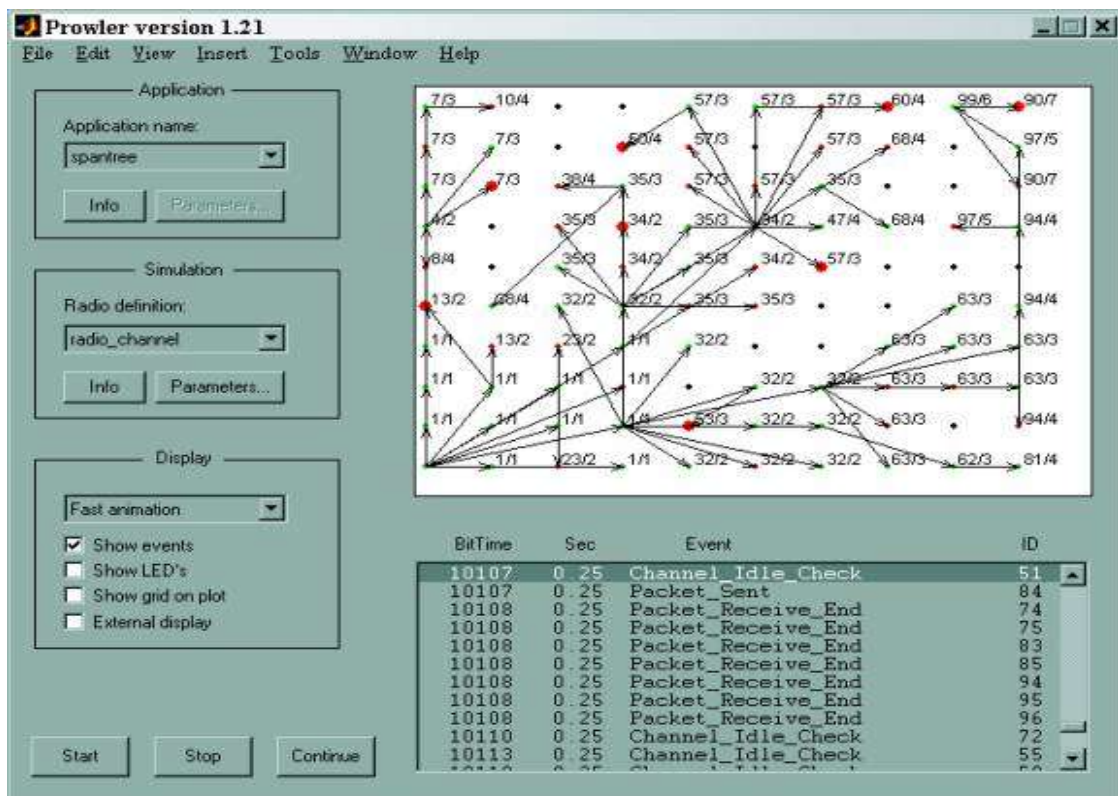 Prowler version 1.21
File Edit View Insert Tools Window Help
Application
Application name:
spantree
Info Parameters...
Simulation
Radio definition:
radio_channel
Info Parameters...
Display
Fast animation
Show events
Show LED's
Show grid on plot
External display
Start Stop Continue
7/3 10/4 57/3 57/3 57/3 60/4 99/6 90/7
7/3 7/3 50/4 57/3 57/3 57/3 68/4 97/5
7/3 7/3 38/4 35/3 57/3 57/3 35/3 90/7
4/2 35/3 34/2 35/3 34/2 47/4 68/4 97/5 94/4
8/4 35/3 34/2 35/3 34/2 57/3
13/2 38/4 32/2 32/2 35/3 35/3 63/3 94/4
1/1 13/2 23/2 1/1 32/2 63/3 63/3 63/3
1/1 1/1 1/1 1/1 32/2 32/2 63/3 63/3 63/3
1/1 1/1 1/1 1/1 53/3 32/2 32/2 63/3 94/4
1/1 23/2 1/1 32/2 32/2 32/2 63/3 62/3 81/4
BitTime Sec Event ID
10107 0.25 Channel_Idle_Check 51
10107 0.25 Packet_Sent 84
10108 0.25 Packet_Receive_End 74
10108 0.25 Packet_Receive_End 75
10108 0.25 Packet_Receive_End 83
10108 0.25 Packet_Receive_End 85
10108 0.25 Packet_Receive_End 94
10108 0.25 Packet_Receive_End 95
10108 0.25 Packet_Receive_End 96
10110 0.25 Channel_Idle_Check 72
10113 0.25 Channel_Idle_Check 55